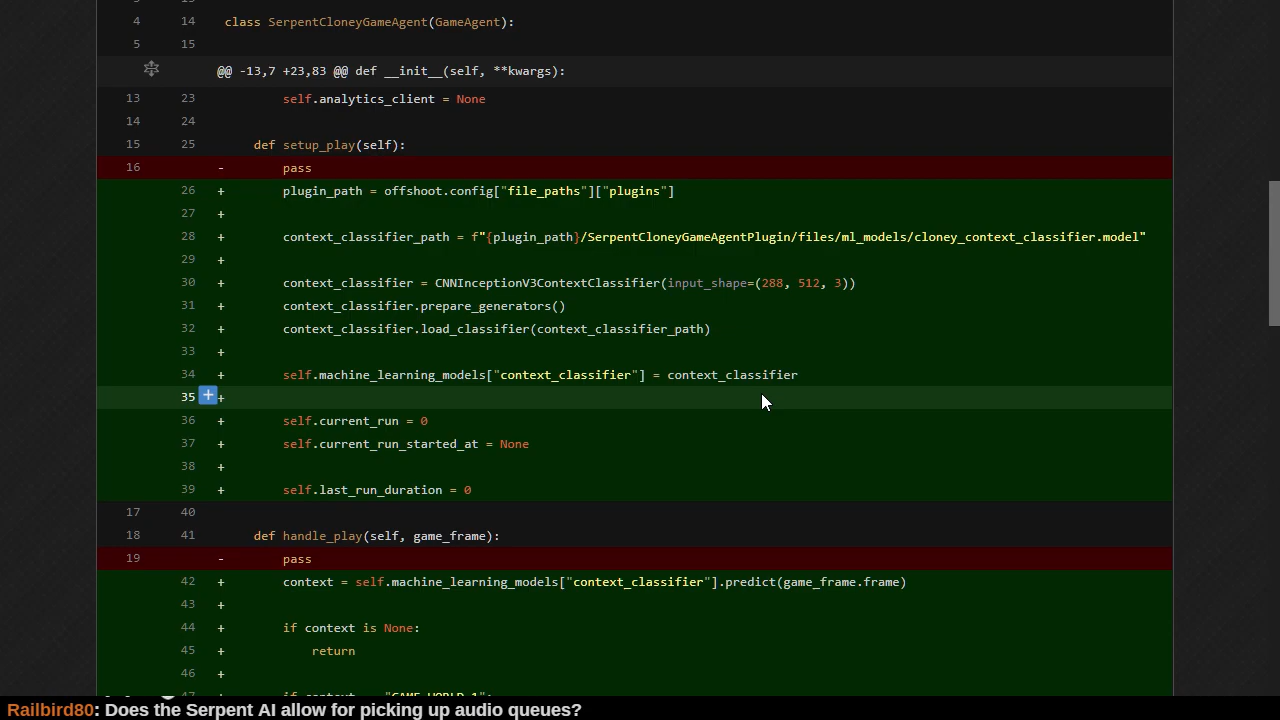 4 14 class SerpentCloneyGameAgent(GameAgent):
5 15
@@ -13,7 +23,83 @@ def __init__(self, **kwargs):
13 23 self.analytics_client = None
14 24
15 25 def setup_play(self):
16 - pass
26 + plugin_path = offshoot.config["file_paths"]["plugins"]
27 +
28 + context_classifier_path = f"{plugin_path}/SerpentCloneyGameAgentPlugin/files/ml_models/cloney_context_classifier.model"
29 +
30 + context_classifier = CNNInceptionV3ContextClassifier(input_shape=(288, 512, 3))
31 + context_classifier.prepare_generators()
32 + context_classifier.load_classifier(context_classifier_path)
33 +
34 + self.machine_learning_models["context_classifier"] = context_classifier
35 + +
36 + self.current_run = 0
37 + self.current_run_started_at = None
38 +
39 + self.last_run_duration = 0
17 40
18 41 def handle_play(self, game_frame):
19 - pass
42 + context = self.machine_learning_models["context_classifier"].predict(game_frame.frame)
43 +
44 + if context is None:
45 + return
46 +
Railbird80: Does the Serpent AI allow for picking up audio queues?